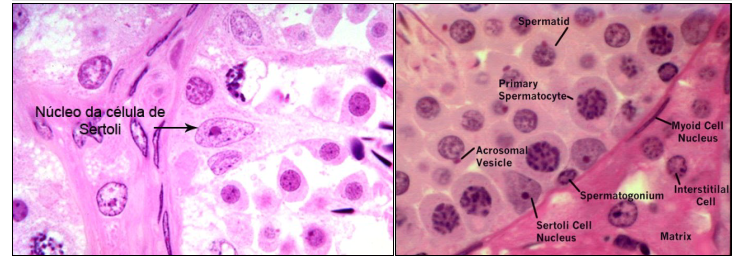 Núcleo da célula de
Sertoli
Spermatid
Primary
Spermatocyte
Acrosomal
Vesicle
Myoid Cell
Nucleus
Spermatogonium
Interstitilal
Cell
Sertoli Cell
Nucleus
Matrix